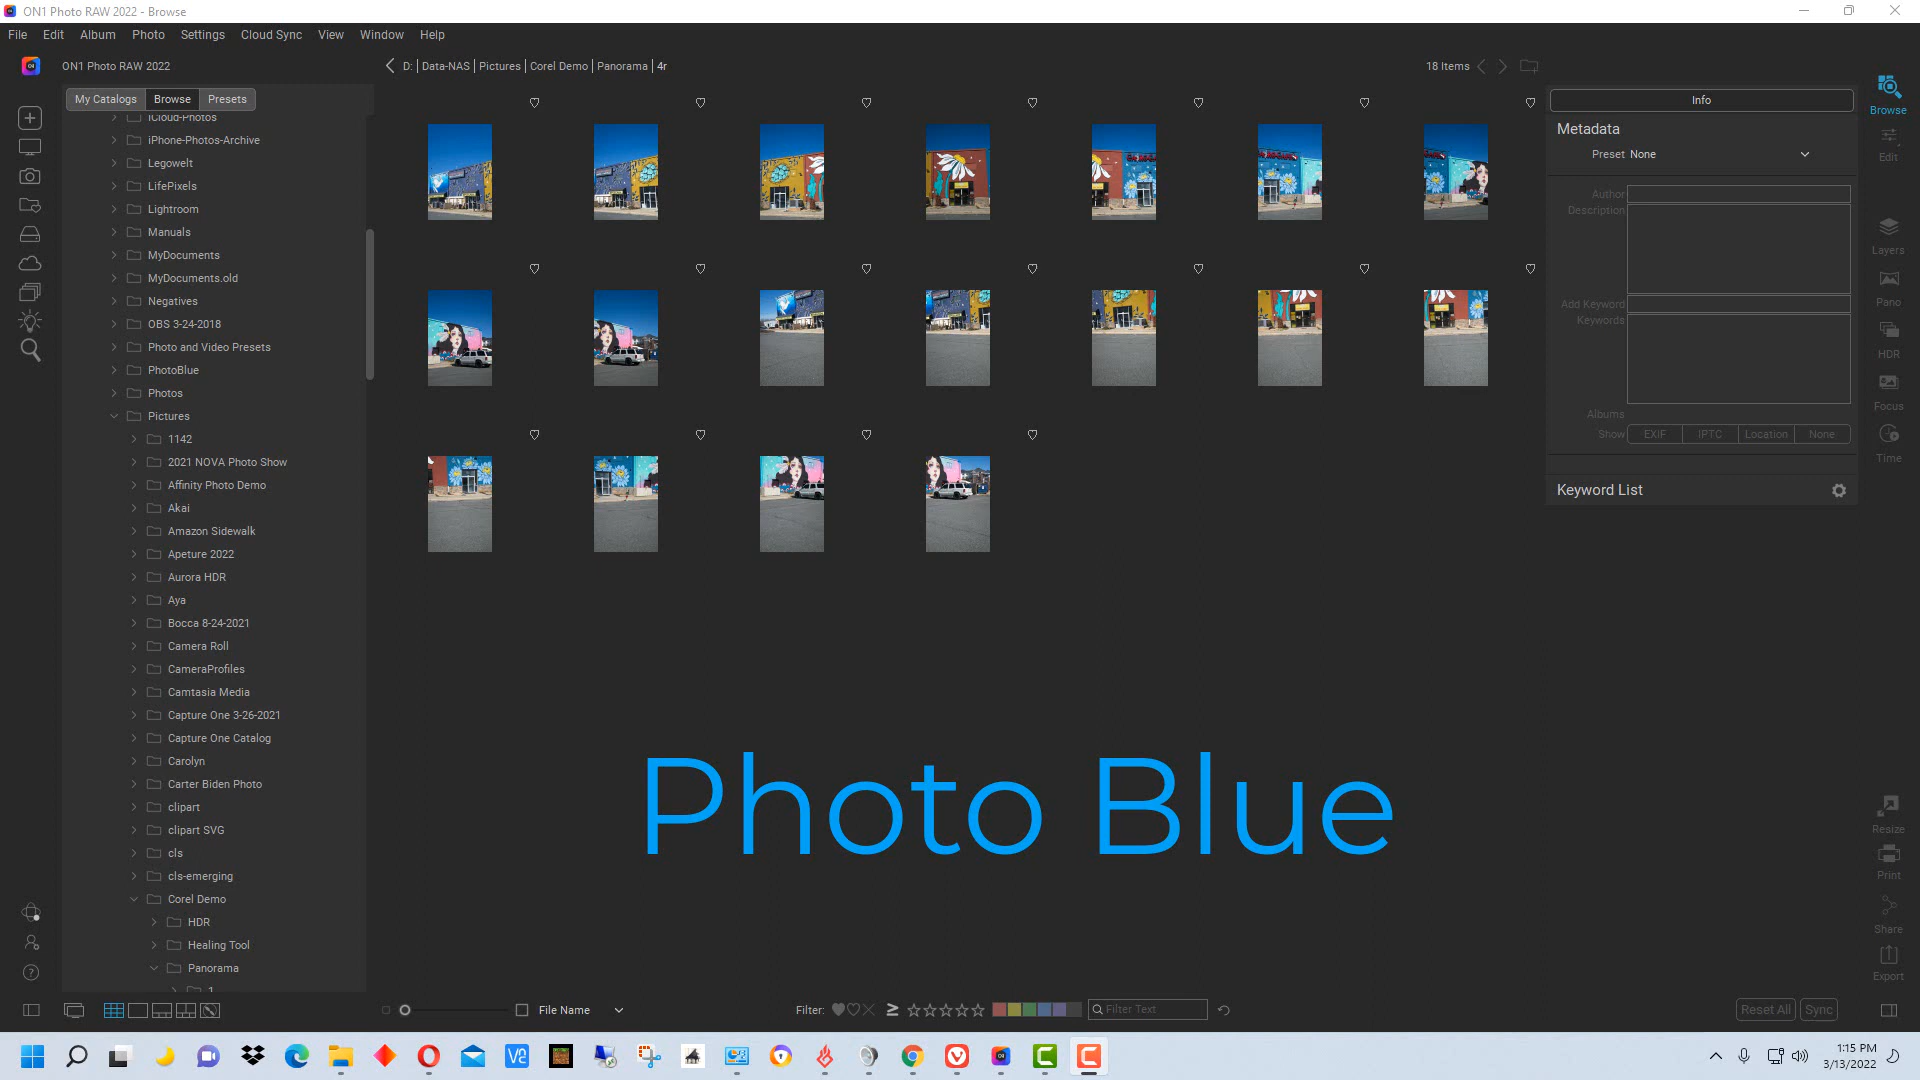 ON1 Photo RAW 2022 - Browse
File Edit Album Photo Settings Cloud Sync View Window Help
ON1 Photo RAW 2022
D: Data-NAS Pictures Corel Demo Panorama 4r
18 Items
My Catalogs Browse Presets
iCloud-Photos
iPhone-Photos-Archive
Legowelt
LifePixels
Lightroom
Manuals
MyDocuments
MyDocuments.old
Negatives
OBS 3-24-2018
Photo and Video Presets
PhotoBlue
Photos
Pictures
1142
2021 NOVA Photo Show
Affinity Photo Demo
Akai
Amazon Sidewalk
Apeture 2022
Aurora HDR
Aya
Bocca 8-24-2021
Camera Roll
CameraProfiles
Camtasia Media
Capture One 3-26-2021
Capture One Catalog
Carolyn
Carter Biden Photo
clipart
clipart SVG
cls
cls-emerging
Corel Demo
HDR
Healing Tool
Panorama
1
Photo Blue
Info
Metadata
Preset None
Author
Description
Add Keyword
Keywords
Albums
Show EXIF IPTC Location None
Keyword List
Browse
Edit
Layers
Pano
HDR
Focus
Time
Resize
Print
Share
Export
File Name
Filter:
Filter Text
Reset All Sync
1:15 PM
3/13/2022